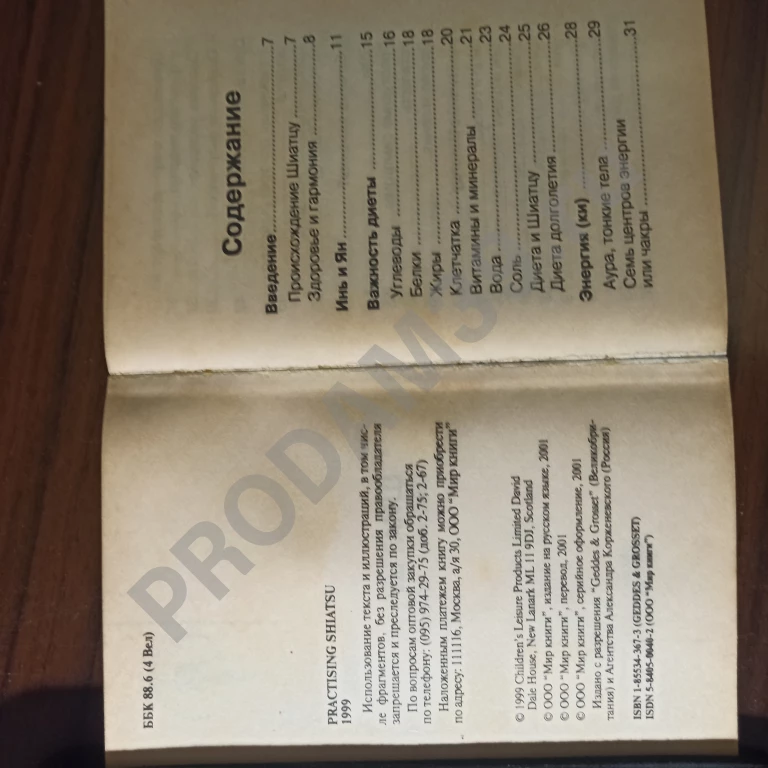 ББК 88.6 (4 Вел)
PRACTISING SHIATSU
1999
Использование текста и иллюстраций, в том чис-
ле фрагментов, без разрешения правообладателя
запрещается и преследуется по закону.
По вопросам оптовой закупки обращаться
по телефону: (095) 974-29-75 (доб. 2-75; 2-67)
Наложенным платежем книгу можно приобрести
по адресу: 111116, Москва, а/я 30, ООО "Мир книги"
© 1999 Children's Leisure Products Limited David
Dale House, New Lanark ML 11 9DJ, Scotland
© ООО "Мир книги", издание на русском языке, 2001
© ООО "Мир книги", перевод, 2001
© ООО "Мир книги", серийное оформление, 2001
Издано с разрешения "Geddes & Grosset" (Великобри-
тания) и Агентства Александра Корженевского (Россия)
ISBN 1-85534-367-3 (GEDDES & GROSSET)
ISDN 5-8405-0040-2 (ООО "Мир книги")
Содержание
Введение 7
Происхождение Шиатцу 7
Здоровье и гармония 8
Инь и Ян 11
Важность диеты 15
Углеводы 16
Белки 18
Жиры 18
Клетчатка 20
Витамины и минералы 21
Вода 23
Соль 24
Диета и Шиатцу 25
Диета долголетия 26
Энергия (ки) 28
Аура, тонкие тела 29
Семь центров энергии
или чакры 31
PRODAM3